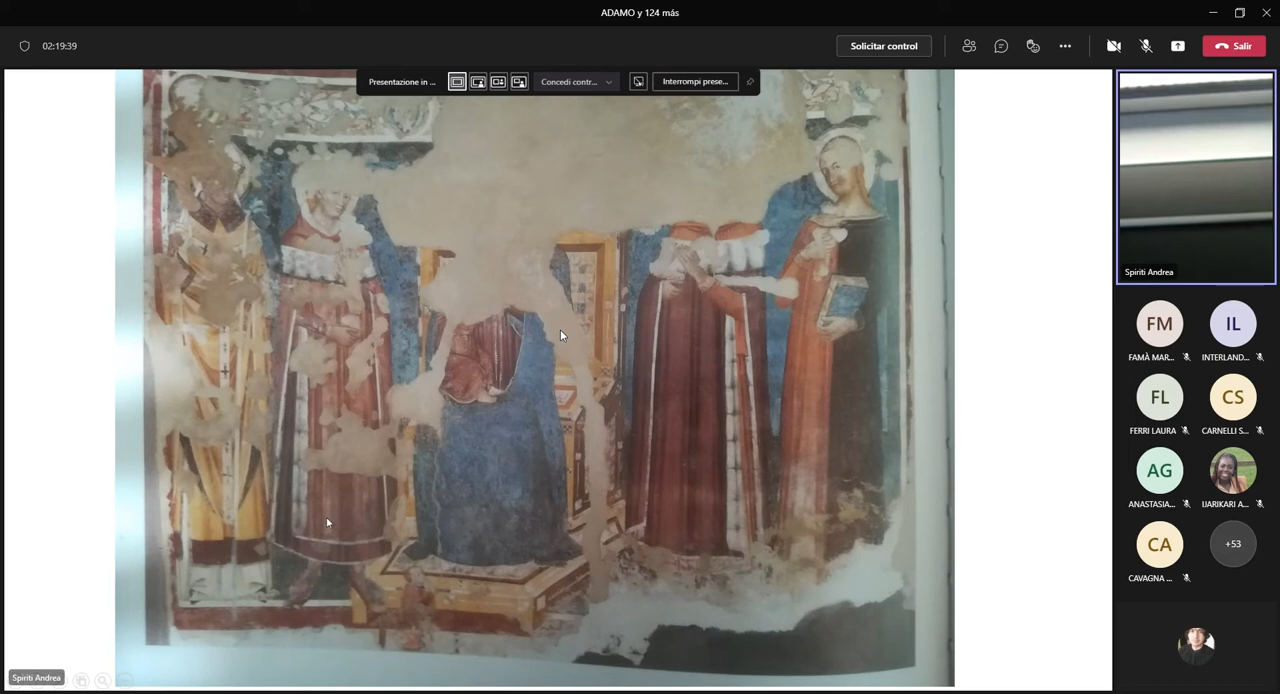 ADAMO y 124 más
02:19:39
Solicitar control
Salir
Presentazione in ...
Concedi contr...
Interrompi prese...
Spiriti Andrea
FM
IL
FAMÀ MAR...
INTERLAND...
FL
CS
FERRI LAURA
CARNELLI S...
AG
ANASTASIA...
IJARIKARI A...
CA
+53
CAVAGNA ...
Spiriti Andrea